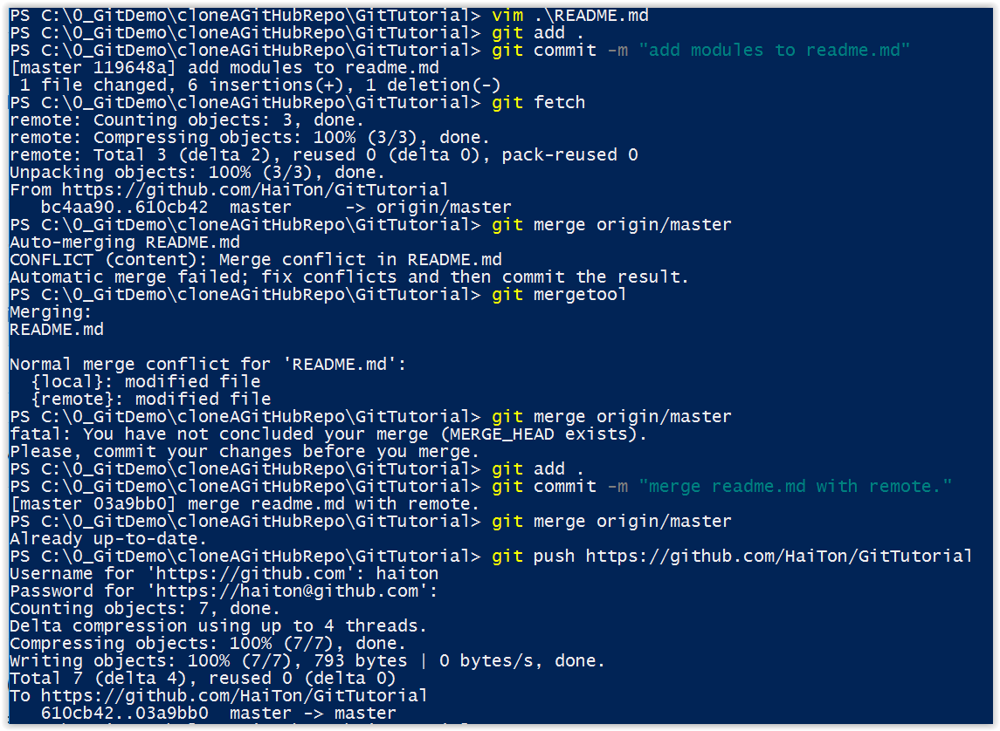 PS C:\0_GitDemo\cloneAGitHubRepo\GitTutorial> vim .\README.md
PS C:\0_GitDemo\cloneAGitHubRepo\GitTutorial> git add .
PS C:\0_GitDemo\cloneAGitHubRepo\GitTutorial> git commit -m "add modules to readme.md"
[master 119648a] add modules to readme.md
 1 file changed, 6 insertions(+), 1 deletion(-)
PS C:\0_GitDemo\cloneAGitHubRepo\GitTutorial> git fetch
remote: Counting objects: 3, done.
remote: Compressing objects: 100% (3/3), done.
remote: Total 3 (delta 2), reused 0 (delta 0), pack-reused 0
Unpacking objects: 100% (3/3), done.
From https://github.com/HaiTon/GitTutorial
   bc4aa90..610cb42  master     -> origin/master
PS C:\0_GitDemo\cloneAGitHubRepo\GitTutorial> git merge origin/master
Auto-merging README.md
CONFLICT (content): Merge conflict in README.md
Automatic merge failed; fix conflicts and then commit the result.
PS C:\0_GitDemo\cloneAGitHubRepo\GitTutorial> git mergetool
Merging:
README.md

Normal merge conflict for 'README.md':
  {local}: modified file
  {remote}: modified file
PS C:\0_GitDemo\cloneAGitHubRepo\GitTutorial> git merge origin/master
fatal: You have not concluded your merge (MERGE_HEAD exists).
Please, commit your changes before you merge.
PS C:\0_GitDemo\cloneAGitHubRepo\GitTutorial> git add .
PS C:\0_GitDemo\cloneAGitHubRepo\GitTutorial> git commit -m "merge readme.md with remote."
[master 03a9bb0] merge readme.md with remote.
PS C:\0_GitDemo\cloneAGitHubRepo\GitTutorial> git merge origin/master
Already up-to-date.
PS C:\0_GitDemo\cloneAGitHubRepo\GitTutorial> git push https://github.com/HaiTon/GitTutorial
Username for 'https://github.com': haiton
Password for 'https://haiton@github.com':
Counting objects: 7, done.
Delta compression using up to 4 threads.
Compressing objects: 100% (7/7), done.
Writing objects: 100% (7/7), 793 bytes | 0 bytes/s, done.
Total 7 (delta 4), reused 0 (delta 0)
To https://github.com/HaiTon/GitTutorial
   610cb42..03a9bb0  master -> master